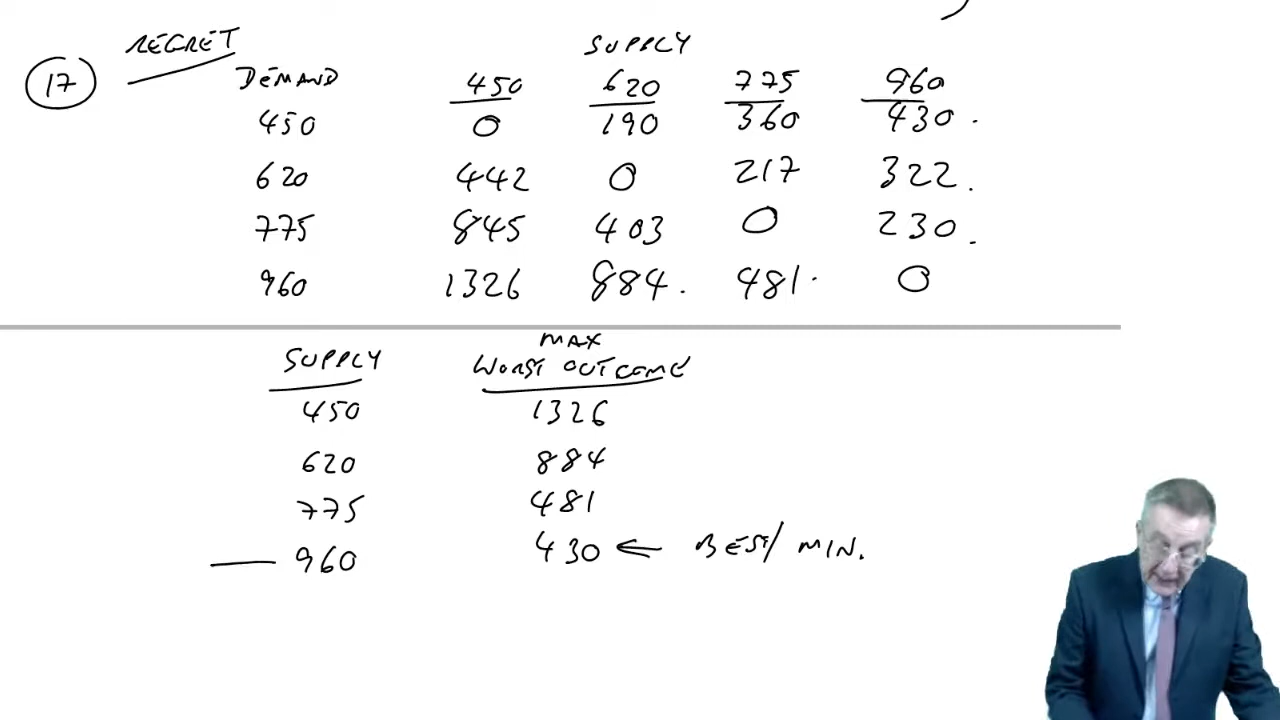 REGRET SUPPLY
17 DEMAND 450 620 775 960
450 0 190 360 430.
620 442 0 217 322.
775 845 403 0 230.
960 1326 884. 481. 0
MAX
SUPPLY WORST OUTCOME
450 1326
620 884
775 481
960 430 ← BEST/MIN.